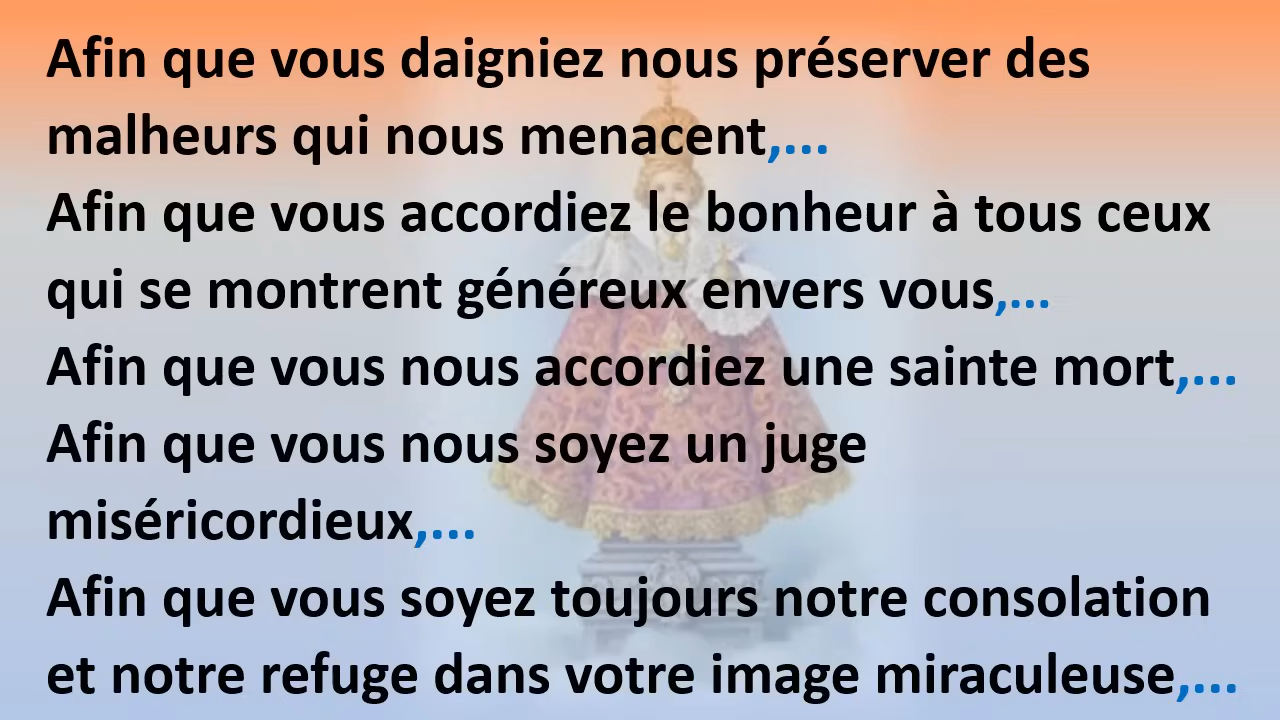 Afin que vous daigniez nous préserver des
malheurs qui nous menacent,...
Afin que vous accordiez le bonheur à tous ceux
qui se montrent généreux envers vous,...
Afin que vous nous accordiez une sainte mort,...
Afin que vous nous soyez un juge
miséricordieux,...
Afin que vous soyez toujours notre consolation
et notre refuge dans votre image miraculeuse,...